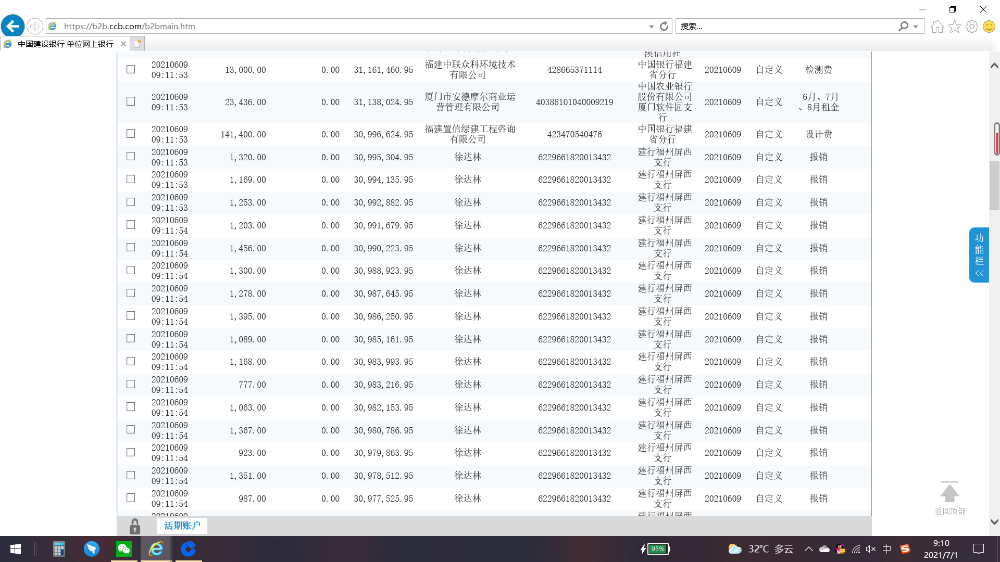 https://b2b.ccb.com/b2bmain.htm
搜索...
中国建设银行 单位网上银行
溪信用社
20210609 09:11:53 13,000.00 0.00 31,161,460.95 福建中联众科环境技术有限公司 428665371114 中国银行福建省分行 20210609 自定义 检测费
20210609 09:11:53 23,436.00 0.00 31,138,024.95 厦门市安德摩尔商业运营管理有限公司 40386101040009219 中国农业银行股份有限公司厦门软件园支行 20210609 自定义 6月、7月、8月租金
20210609 09:11:53 141,400.00 0.00 30,996,624.95 福建置信绿建工程咨询有限公司 423470540476 中国银行福建省分行 20210609 自定义 设计费
20210609 09:11:53 1,320.00 0.00 30,995,304.95 徐达林 6229661820013432 建行福州屏西支行 20210609 自定义 报销
20210609 09:11:53 1,169.00 0.00 30,994,135.95 徐达林 6229661820013432 建行福州屏西支行 20210609 自定义 报销
20210609 09:11:53 1,253.00 0.00 30,992,882.95 徐达林 6229661820013432 建行福州屏西支行 20210609 自定义 报销
20210609 09:11:54 1,203.00 0.00 30,991,679.95 徐达林 6229661820013432 建行福州屏西支行 20210609 自定义 报销
20210609 09:11:54 1,456.00 0.00 30,990,223.95 徐达林 6229661820013432 建行福州屏西支行 20210609 自定义 报销
20210609 09:11:54 1,300.00 0.00 30,988,923.95 徐达林 6229661820013432 建行福州屏西支行 20210609 自定义 报销
20210609 09:11:54 1,278.00 0.00 30,987,645.95 徐达林 6229661820013432 建行福州屏西支行 20210609 自定义 报销
20210609 09:11:54 1,395.00 0.00 30,986,250.95 徐达林 6229661820013432 建行福州屏西支行 20210609 自定义 报销
20210609 09:11:54 1,089.00 0.00 30,985,161.95 徐达林 6229661820013432 建行福州屏西支行 20210609 自定义 报销
20210609 09:11:54 1,168.00 0.00 30,983,993.95 徐达林 6229661820013432 建行福州屏西支行 20210609 自定义 报销
20210609 09:11:54 777.00 0.00 30,983,216.95 徐达林 6229661820013432 建行福州屏西支行 20210609 自定义 报销
20210609 09:11:54 1,063.00 0.00 30,982,153.95 徐达林 6229661820013432 建行福州屏西支行 20210609 自定义 报销
20210609 09:11:54 1,367.00 0.00 30,980,786.95 徐达林 6229661820013432 建行福州屏西支行 20210609 自定义 报销
20210609 09:11:54 923.00 0.00 30,979,863.95 徐达林 6229661820013432 建行福州屏西支行 20210609 自定义 报销
20210609 09:11:54 1,351.00 0.00 30,978,512.95 徐达林 6229661820013432 建行福州屏西支行 20210609 自定义 报销
20210609 09:11:54 987.00 0.00 30,977,525.95 徐达林 6229661820013432 建行福州屏西支行 20210609 自定义 报销
20210609 建行福州屏西
功能栏
返回顶部
活期账户
95%
32°C 多云
中
9:10
2021/7/1